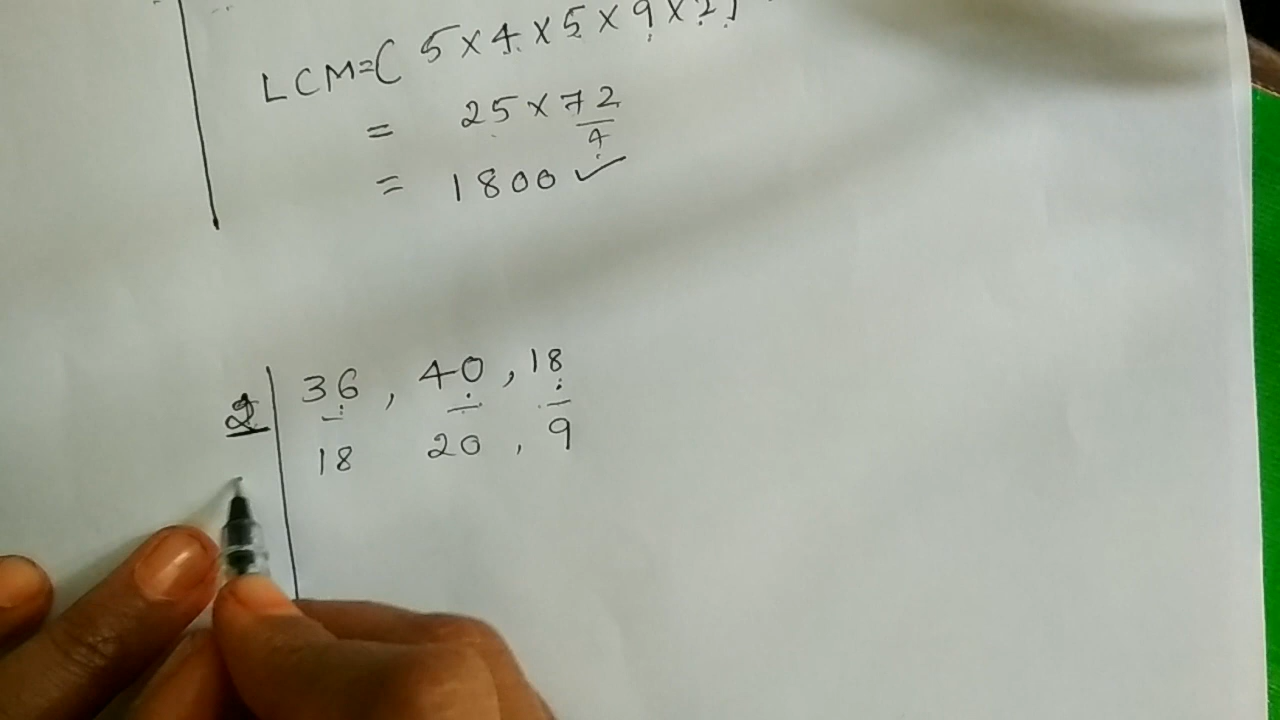 LCM=( 5×4×5×9×2)
= 25×72
4
= 1800 ✓
2 | 36 , 40 , 18
18 20 , 9